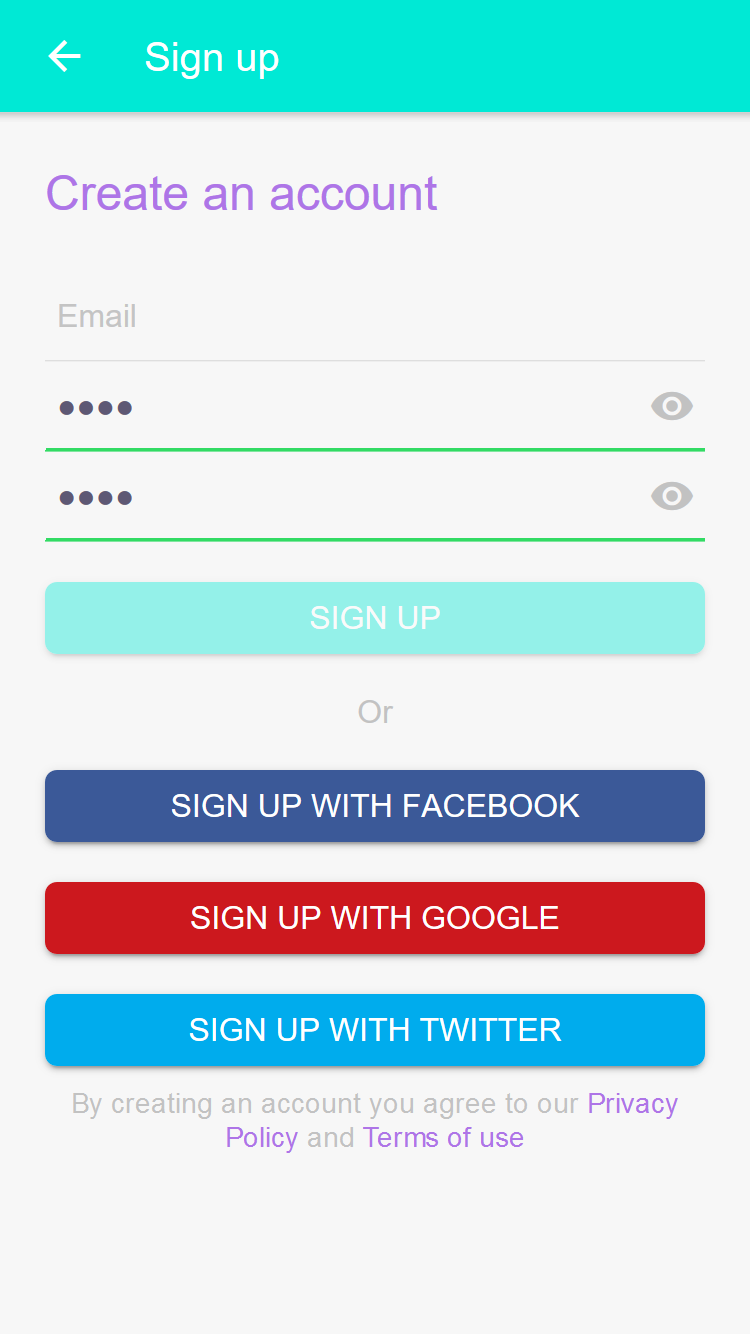 Sign up
Create an account
Email
••••
••••
SIGN UP
Or
SIGN UP WITH FACEBOOK
SIGN UP WITH GOOGLE
SIGN UP WITH TWITTER
By creating an account you agree to our Privacy
Policy and Terms of use